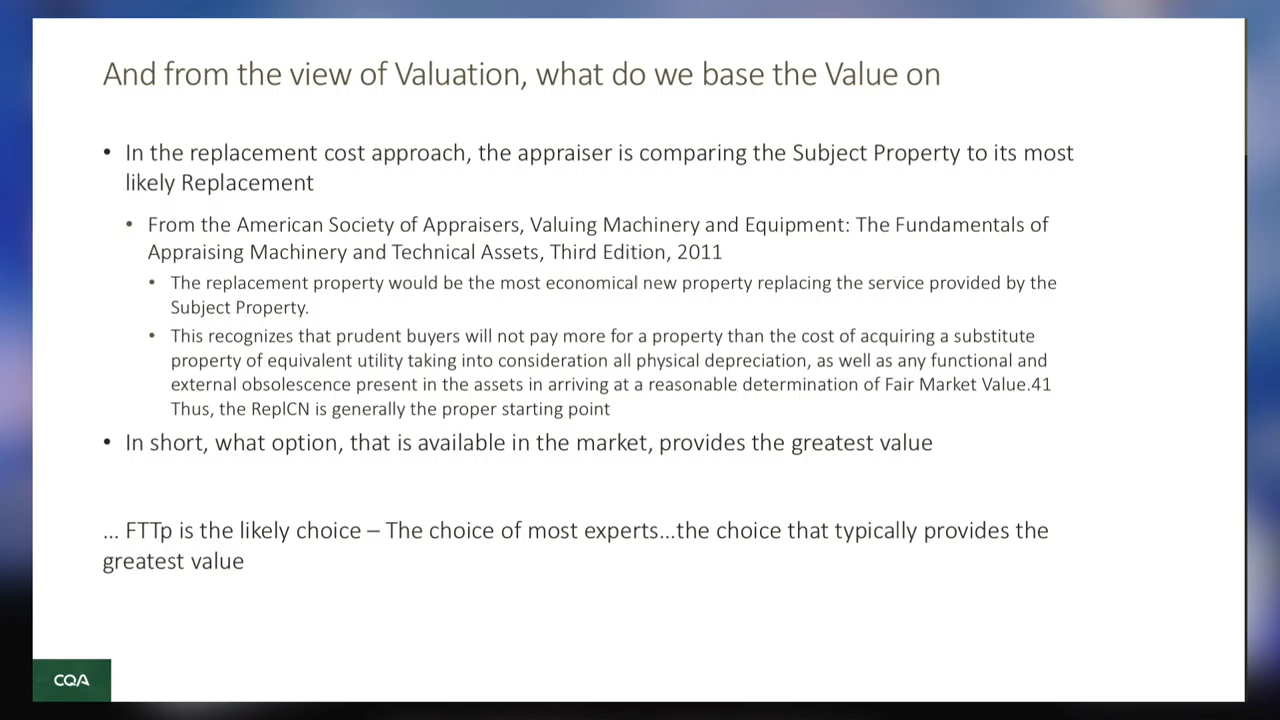 And from the view of Valuation, what do we base the Value on
• In the replacement cost approach, the appraiser is comparing the Subject Property to its most
likely Replacement
• From the American Society of Appraisers, Valuing Machinery and Equipment: The Fundamentals of
Appraising Machinery and Technical Assets, Third Edition, 2011
• The replacement property would be the most economical new property replacing the service provided by the
Subject Property.
• This recognizes that prudent buyers will not pay more for a property than the cost of acquiring a substitute
property of equivalent utility taking into consideration all physical depreciation, as well as any functional and
external obsolescence present in the assets in arriving at a reasonable determination of Fair Market Value.41
Thus, the ReplCN is generally the proper starting point
• In short, what option, that is available in the market, provides the greatest value
... FTTp is the likely choice – The choice of most experts...the choice that typically provides the
greatest value
CQA